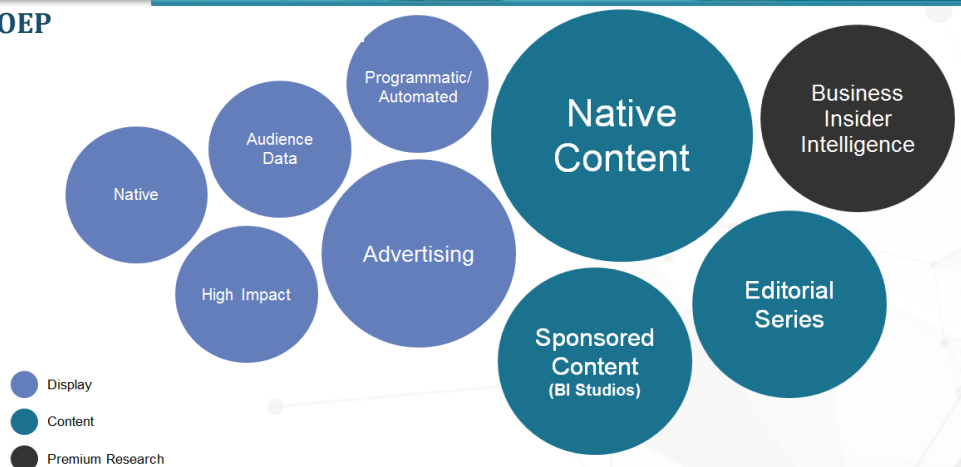 OEP
Programmatic/
Automated
Native
Content
Business
Insider
Intelligence
Audience
Data
Native
Advertising
High Impact
Editorial
Series
Sponsored
Content
(BI Studios)
Display
Content
Premium Research